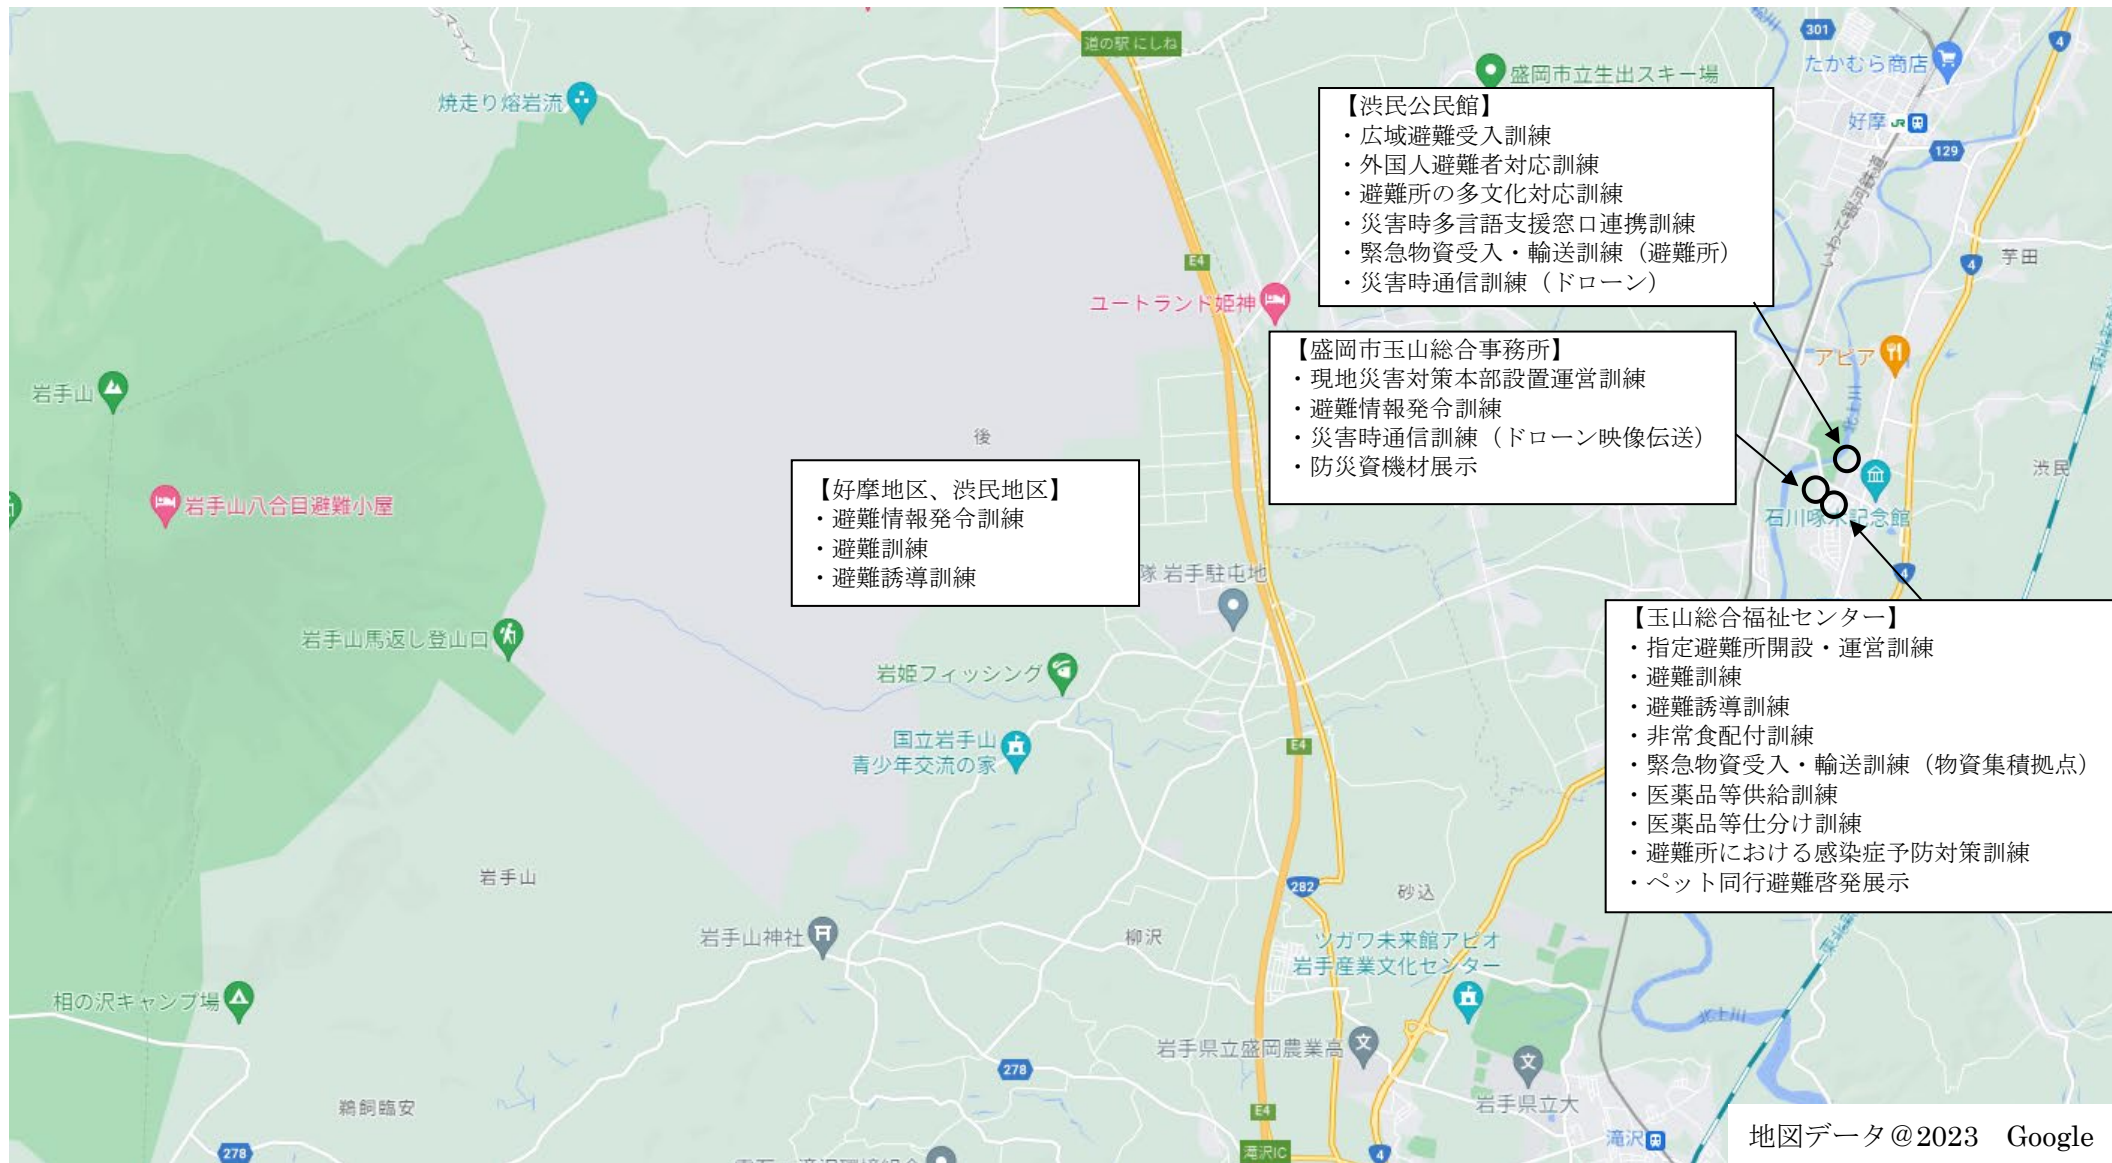 道の駅 にしね
盛岡市立生出スキー場
301
4
たかむら商店
焼走り熔岩流
好摩 JR
129
【渋民公民館】
・広域避難受入訓練
・外国人避難者対応訓練
・避難所の多文化対応訓練
・災害時多言語支援窓口連携訓練
・緊急物資受入・輸送訓練（避難所）
・災害時通信訓練（ドローン）
芋田
4
E4
ユートランド姫神
【盛岡市玉山総合事務所】
・現地災害対策本部設置運営訓練
・避難情報発令訓練
・災害時通信訓練（ドローン映像伝送）
・防災資機材展示
アピア
岩手山
後
渋民
石川啄木記念館
岩手山八合目避難小屋
【好摩地区、渋民地区】
・避難情報発令訓練
・避難訓練
・避難誘導訓練
隊 岩手駐屯地
4
【玉山総合福祉センター】
・指定避難所開設・運営訓練
・避難訓練
・避難誘導訓練
・非常食配付訓練
・緊急物資受入・輸送訓練（物資集積拠点）
・医薬品等供給訓練
・医薬品等仕分け訓練
・避難所における感染症予防対策訓練
・ペット同行避難啓発展示
岩手山馬返し登山口
岩姫フィッシング
国立岩手山
青少年交流の家
E4
岩手山
282
砂込
岩手山神社
柳沢
ツガワ未来館アピオ
岩手産業文化センター
相の沢キャンプ場
北上川
岩手県立盛岡農業高
文
278
文
岩手県立大
鵜飼臨安
E4
滝沢
278
滝沢IC
4
地図データ@2023 Google